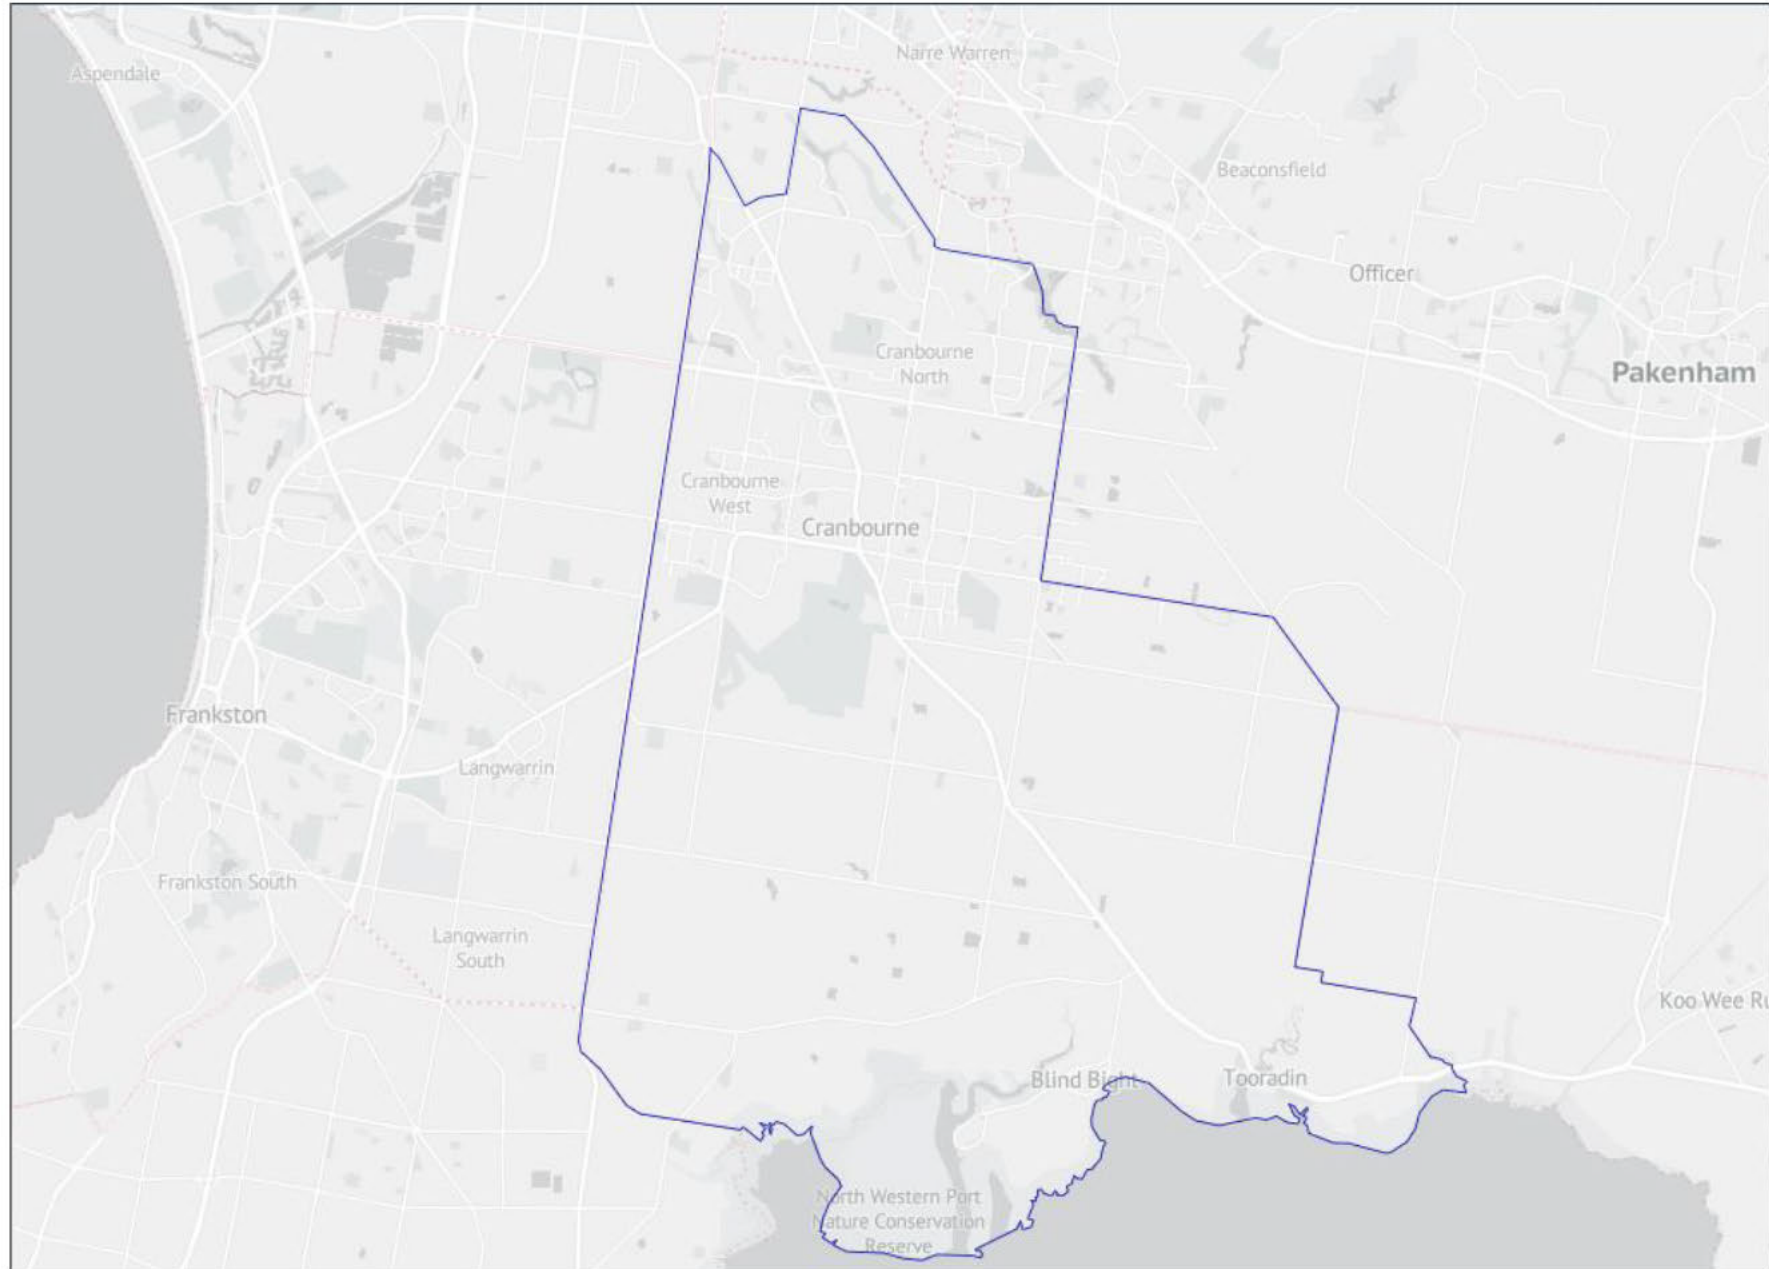 Narre Warren
Aspendale
Beaconsfield
Officer
Cranbourne
North
Pakenham
Cranbourne
West
Cranbourne
Frankston
Langwarrin
Frankston South
Langwarrin
South
Koo Wee Ru
Blind Bight
Tooradin
North Western Port
Nature Conservation
Reserve